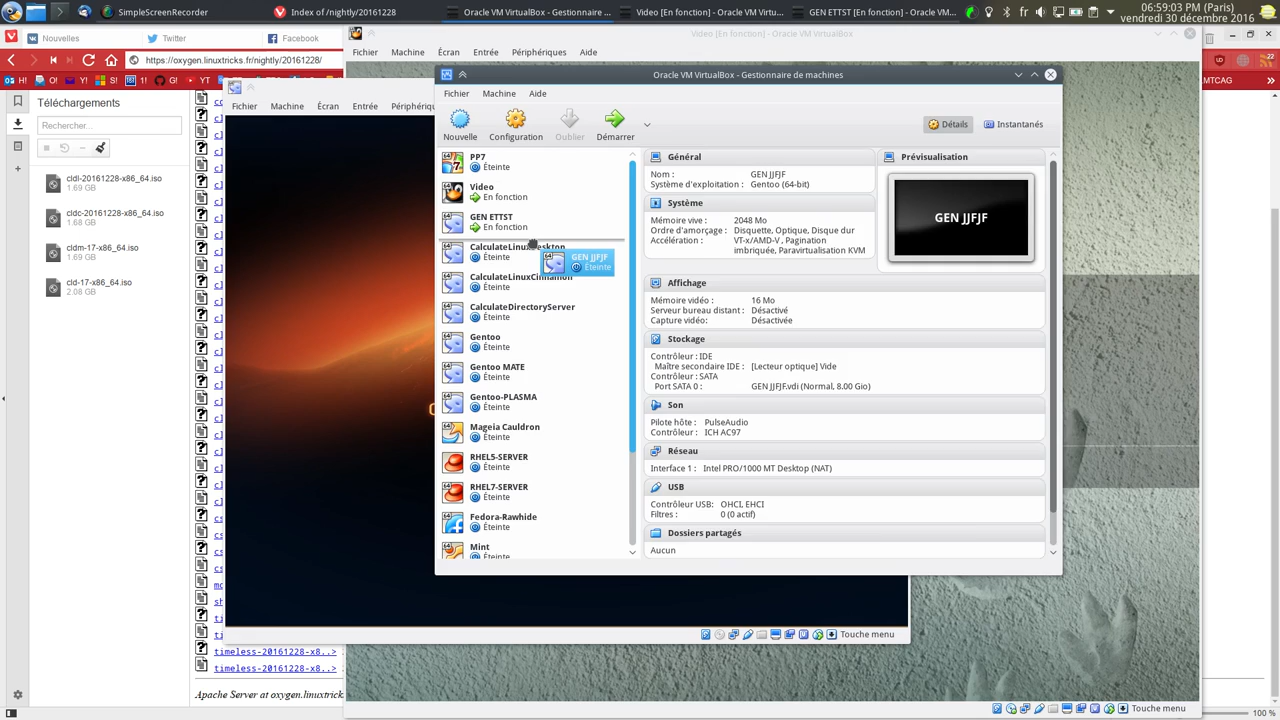 SimpleScreenRecorder
Index of /nightly/20161228
Oracle VM VirtualBox - Gestionnaire ...
Video [En fonction] - Oracle VM Virtu...
GEN ETTST [En fonction] - Oracle VM...
06:59:03 PM (Paris)
vendredi 30 décembre 2016
Nouvelles
Twitter
Facebook
https://oxygen.linuxtricks.fr/nightly/20161228/
Video [En fonction] - Oracle VM VirtualBox
Fichier Machine Écran Entrée Périphériques Aide
MTCAG
Téléchargements
Rechercher...
cldl-20161228-x86_64.iso
1.69 GB
cldc-20161228-x86_64.iso
1.68 GB
cldm-17-x86_64.iso
1.69 GB
cld-17-x86_64.iso
2.08 GB
timeless-20161228-x8..>
timeless-20161228-x8..>
Apache Server at oxygen.linuxtrick
Fichier Machine Écran Entrée Périphériqu
Oracle VM VirtualBox - Gestionnaire de machines
Fichier Machine Aide
Nouvelle
Configuration
Oublier
Démarrer
Détails
Instantanés
PP7
Éteinte
Video
En fonction
GEN ETTST
En fonction
Éteinte
GEN JJFJF
Éteinte
Éteinte
CalculateDirectoryServer
Éteinte
Gentoo
Éteinte
Gentoo MATE
Éteinte
Gentoo-PLASMA
Éteinte
Mageia Cauldron
Éteinte
RHEL5-SERVER
Éteinte
RHEL7-SERVER
Éteinte
Fedora-Rawhide
Éteinte
Mint
Éteinte
Général
Nom : GEN JJFJF
Système d'exploitation : Gentoo (64-bit)
Système
Mémoire vive : 2048 Mo
Ordre d'amorçage : Disquette, Optique, Disque dur
Accélération : VT-x/AMD-V , Pagination
imbriquée, Paravirtualisation KVM
Prévisualisation
GEN JJFJF
Affichage
Mémoire vidéo : 16 Mo
Serveur bureau distant : Désactivé
Capture vidéo: Désactivée
Stockage
Contrôleur : IDE
Maître secondaire IDE : [Lecteur optique] Vide
Contrôleur : SATA
Port SATA 0 : GEN JJFJF.vdi (Normal, 8.00 Gio)
Son
Pilote hôte : PulseAudio
Contrôleur : ICH AC97
Réseau
Interface 1 : Intel PRO/1000 MT Desktop (NAT)
USB
Contrôleur USB: OHCI, EHCI
Filtres : 0 (0 actif)
Dossiers partagés
Aucun
Touche menu
Touche menu
100 %